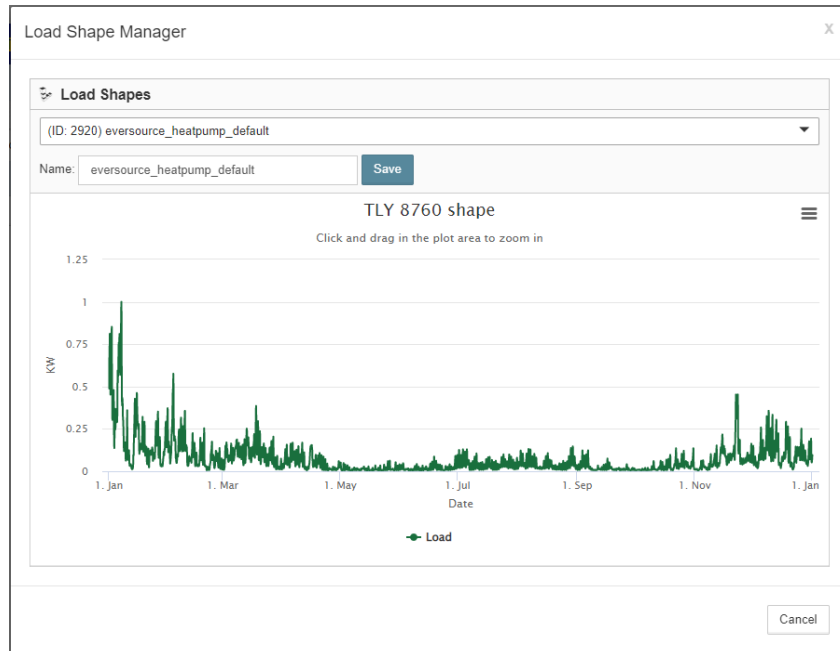 Load Shape Manager
x
Load Shapes
(ID: 2920) eversource_heatpump_default
Name: eversource_heatpump_default Save
TLY 8760 shape
Click and drag in the plot area to zoom in
1.25
1
0.75
0.5
0.25
0
KW
1. Jan 1. Mar 1. May 1. Jul 1. Sep 1. Nov 1. Jan
Date
Load
Cancel